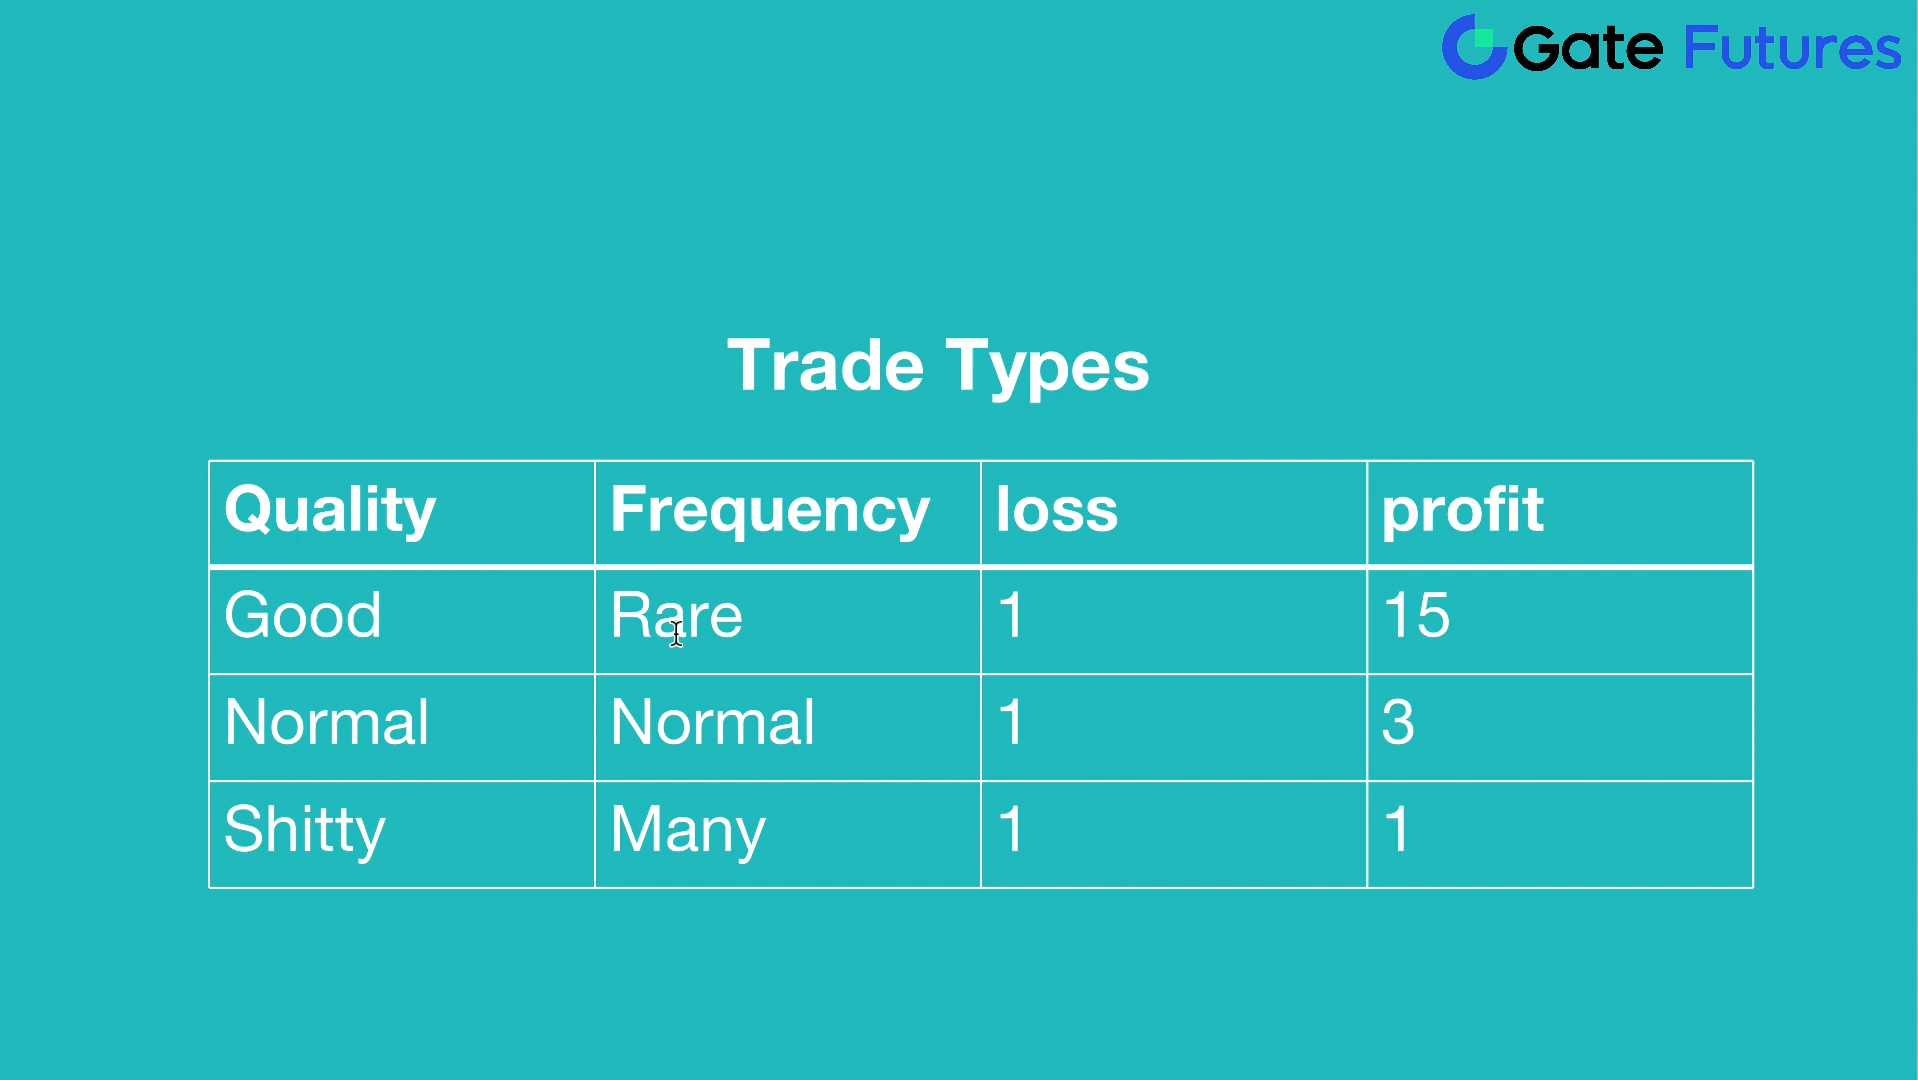 Gate Futures
Trade Types
Quality Frequency loss profit
Good Rare 1 15
Normal Normal 1 3
Shitty Many 1 1